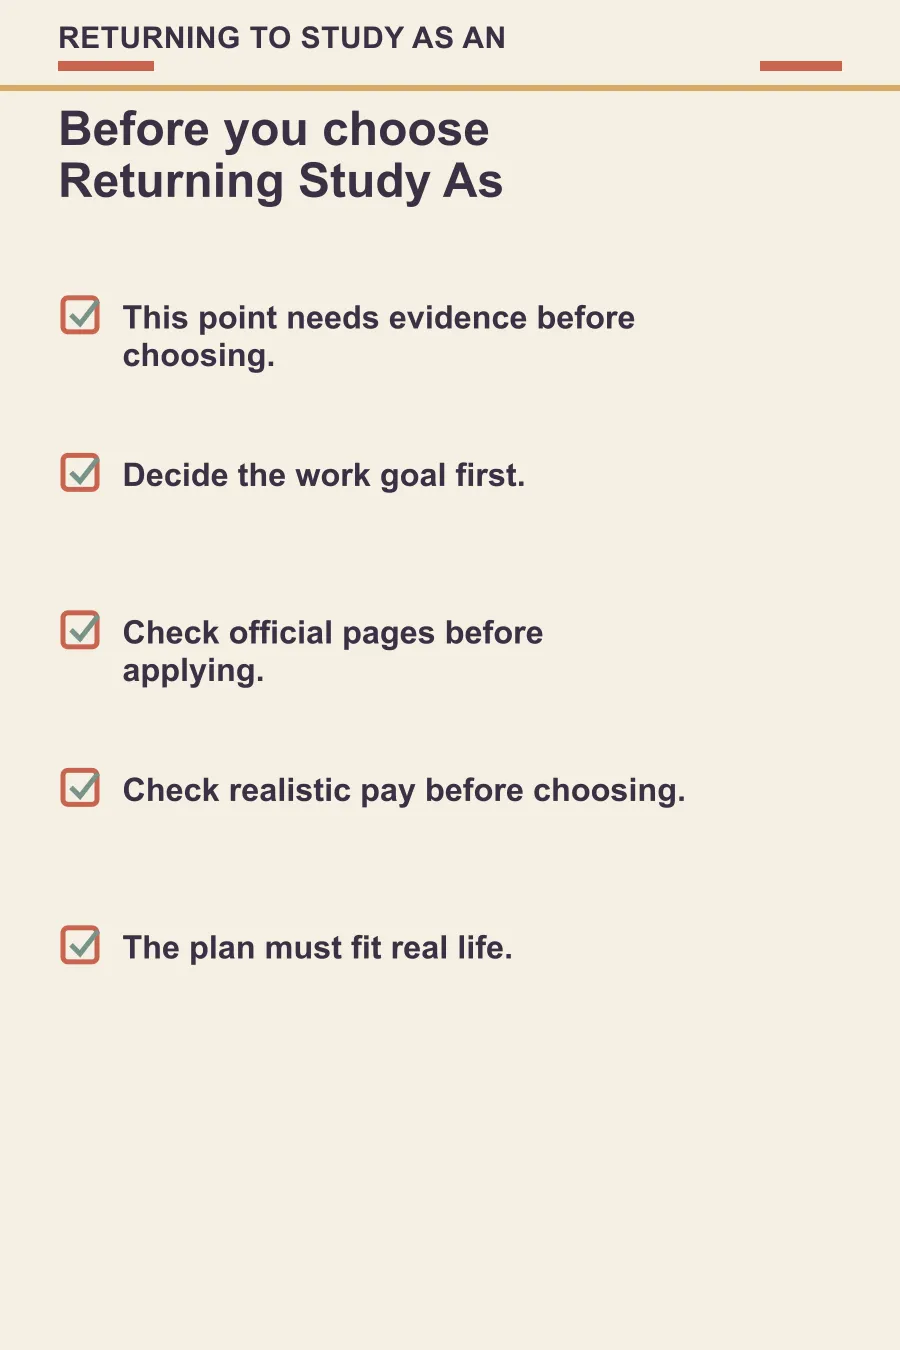 RETURNING TO STUDY AS AN
Before you choose
Returning Study As
This point needs evidence before
choosing.
Decide the work goal first.
Check official pages before
applying.
Check realistic pay before choosing.
The plan must fit real life.